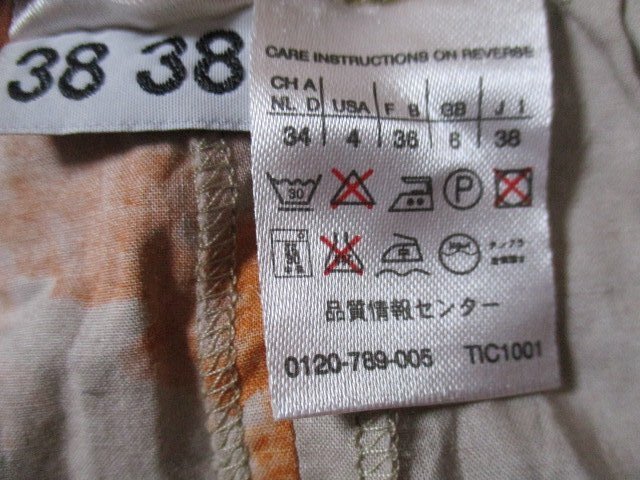 38 38
CARE INSTRUCTIONS ON REVERSE
CH A USA F B GB J I
NL D
34 4 36 6 38
30 P
品質情報センター
0120-789-005 TIC1001